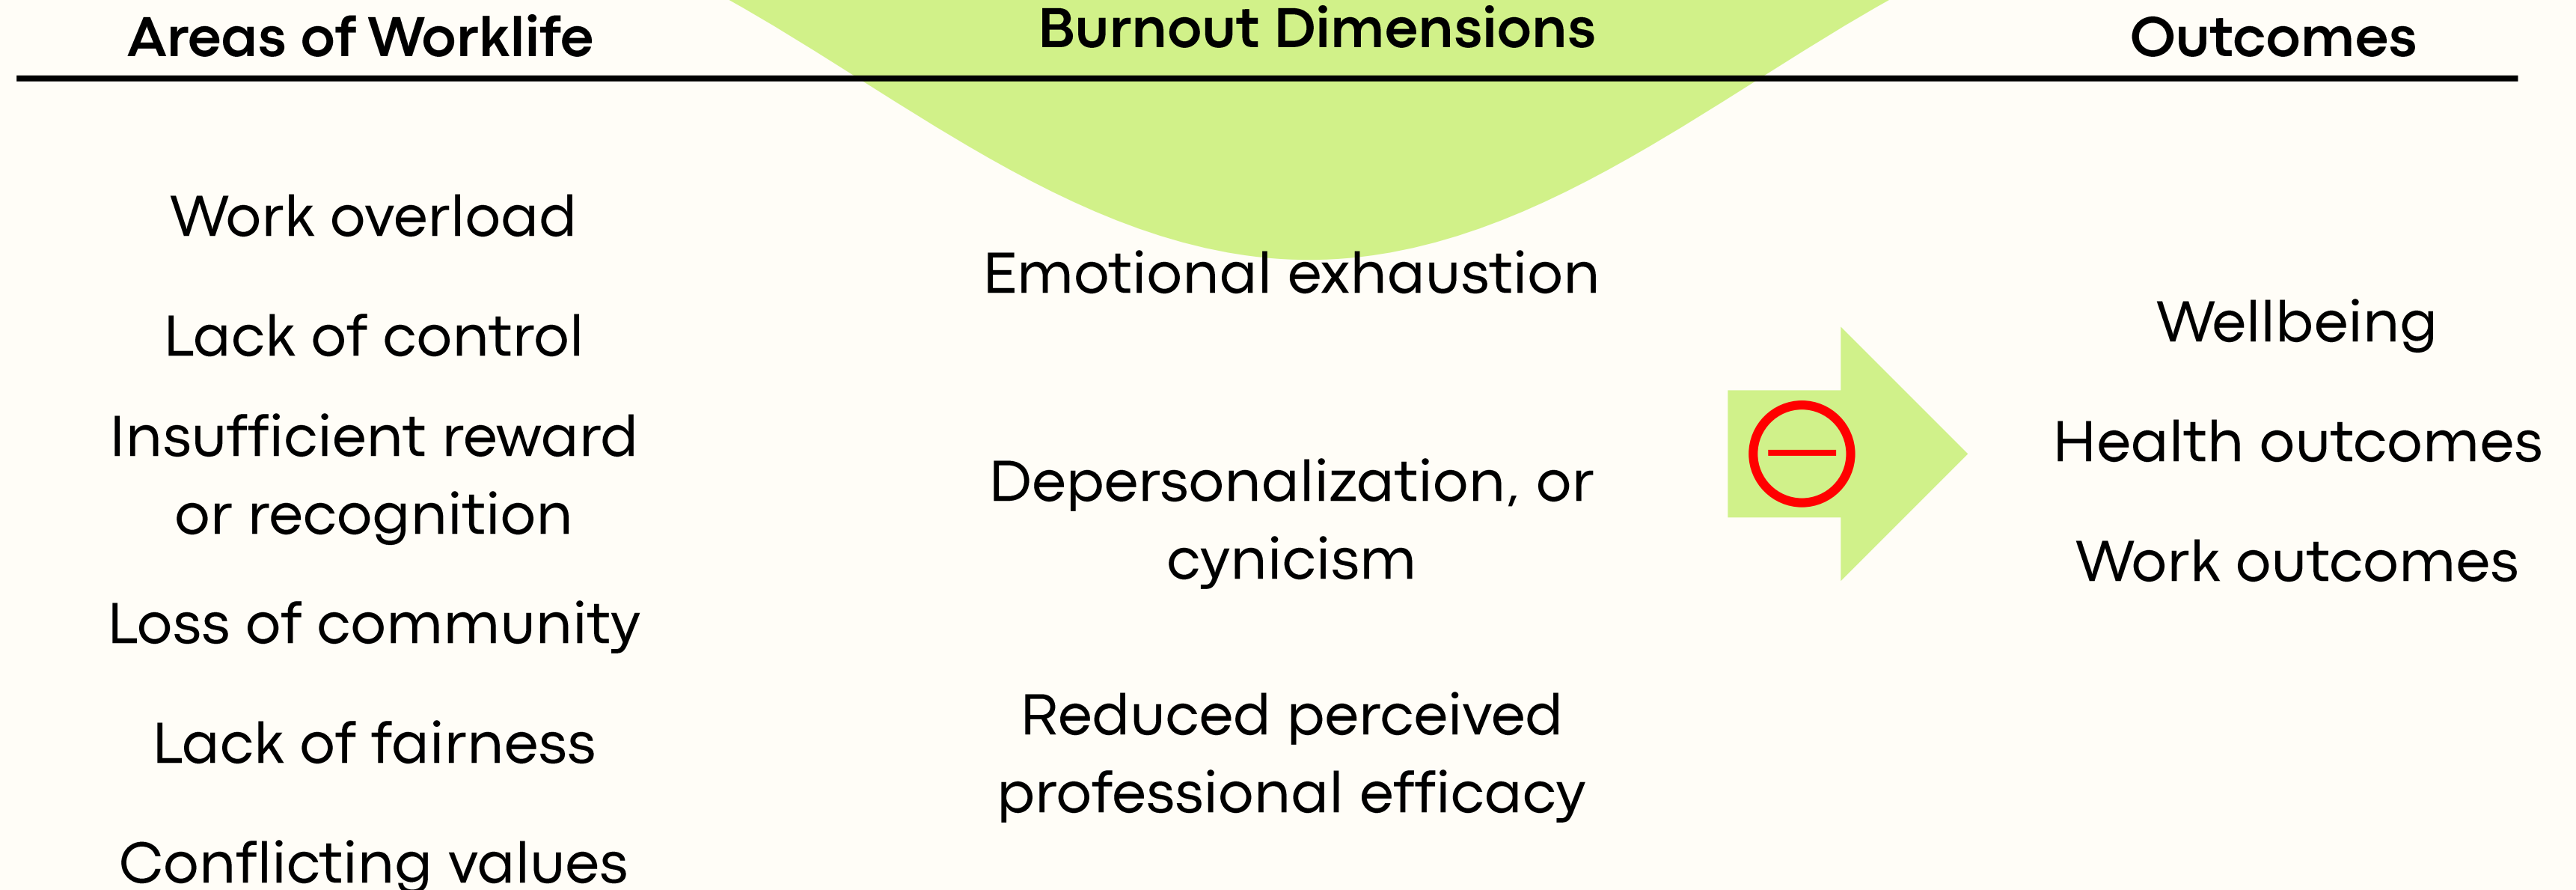 Areas of Worklife
Burnout Dimensions
Outcomes
Work overload
Lack of control
Insufficient reward
or recognition
Loss of community
Lack of fairness
Conflicting values
Emotional exhaustion
Depersonalization, or
cynicism
Reduced perceived
professional efficacy
Wellbeing
Health outcomes
Work outcomes